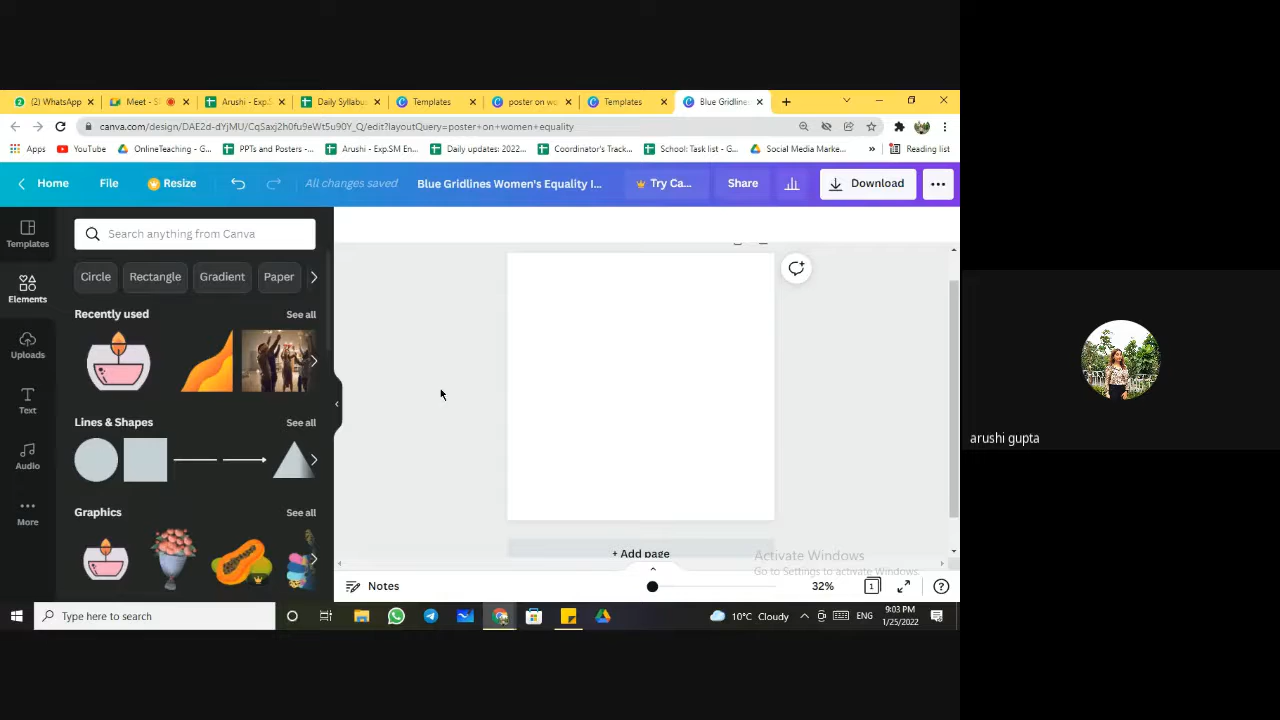 (2) WhatsApp
Meet - S
Arushi - Exp.S
Daily Syllabu
Templates
poster on wo
Templates
Blue Gridline
canva.com/design/DAE2d-dYjMU/CqSaxj2h0fu9eWt5u90Y_Q/edit?layoutQuery=poster+on+women+equality
Apps
YouTube
OnlineTeaching - G...
PPTs and Posters -...
Arushi - Exp.SM En...
Daily updates: 2022...
Coordinator's Track...
School: Task list - G...
Social Media Marke...
»
Reading list
Home
File
Resize
All changes saved
Blue Gridlines Women's Equality I...
Try Ca...
Share
Download
Templates
Elements
Uploads
Text
Audio
More
Search anything from Canva
Circle
Rectangle
Gradient
Paper
Recently used
See all
Lines & Shapes
See all
Graphics
See all
+ Add page
Activate Windows
Go to Settings to activate Windows.
Notes
32%
1
Type here to search
10°C Cloudy
ENG
9:03 PM
1/25/2022
arushi gupta